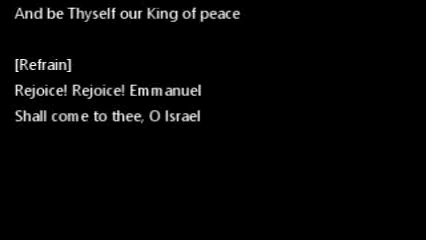 And be Thyself our King of peace
[Refrain]
Rejoice! Rejoice! Emmanuel
Shall come to thee, O Israel